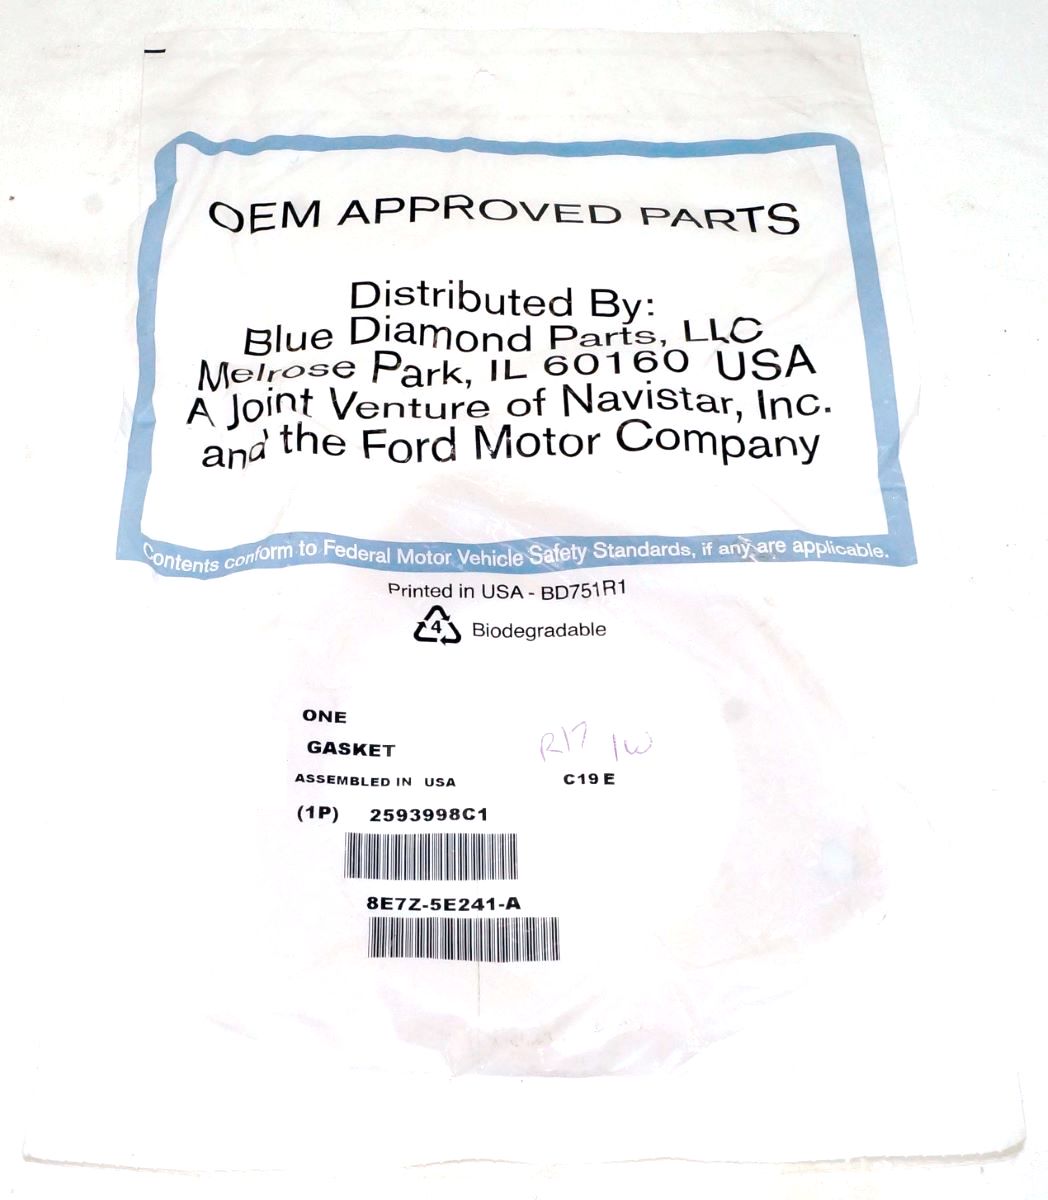 OEM APPROVED PARTS
Distributed By:
Blue Diamond Parts, LLC
Melrose Park, IL 60160 USA
A Joint Venture of Navistar, Inc.
and the Ford Motor Company
Contents conform to Federal Motor Vehicle Safety Standards, if any are applicable.
Printed in USA - BD751R1
4 Biodegradable
ONE
GASKET R17 1W
ASSEMBLED IN USA C19 E
(1P) 2593998C1
8E7Z-5E241-A